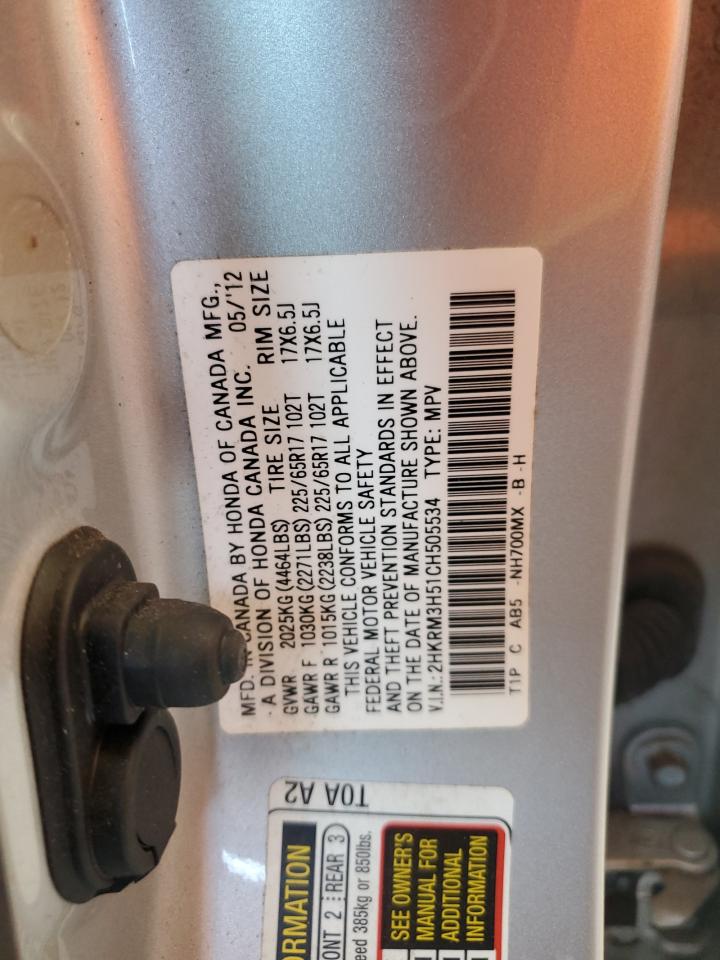 MFD. IN CANADA BY HONDA OF CANADA MFG.,
A DIVISION OF HONDA CANADA INC. 05/'12
GVWR 2025KG (4464LBS) TIRE SIZE RIM SIZE
GAWR F 1030KG (2271LBS) 225/65R17 102T 17X6.5J
GAWR R 1015KG (2238LBS) 225/65R17 102T 17X6.5J
THIS VEHICLE CONFORMS TO ALL APPLICABLE
FEDERAL MOTOR VEHICLE SAFETY
AND THEFT PREVENTION STANDARDS IN EFFECT
ON THE DATE OF MANUFACTURE SHOWN ABOVE.
V.I.N.: 2HKRM3H51CH505534 TYPE: MPV
T1P C AB5 -NH700MX -B -H
T0A A2
RMATION
ONT 2 REAR 3
eed 385kg or 850lbs.
SEE OWNER'S
MANUAL FOR
ADDITIONAL
INFORMATION